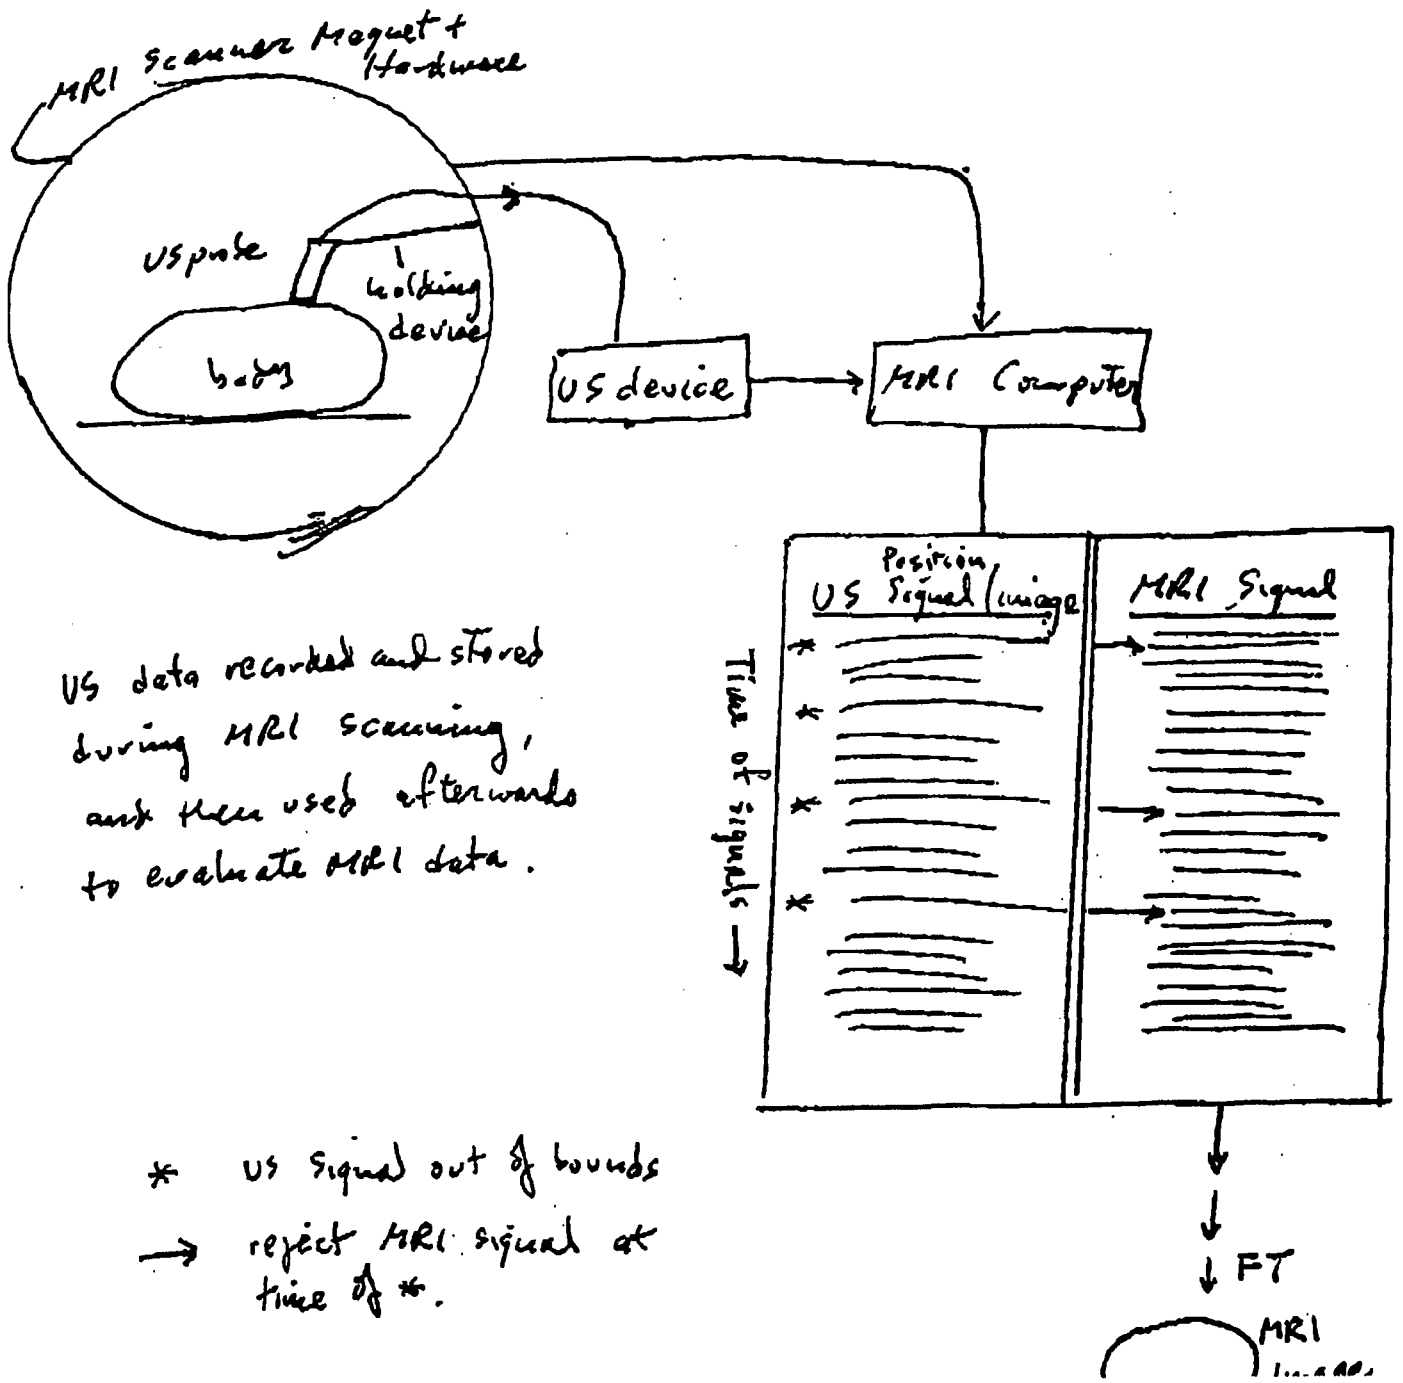 MRI Scanner Magnet +
Hardware
US probe
holding
device
body
US device
MRI Computer
Position
US Signal/image
MRI Signal
*
*
*
*
Time of signals →
US data recorded and stored
during MRI scanning,
and then used afterwards
to evaluate MRI data.
* US signal out of bounds
→ reject MRI signal at
time of *.
FT
MRI